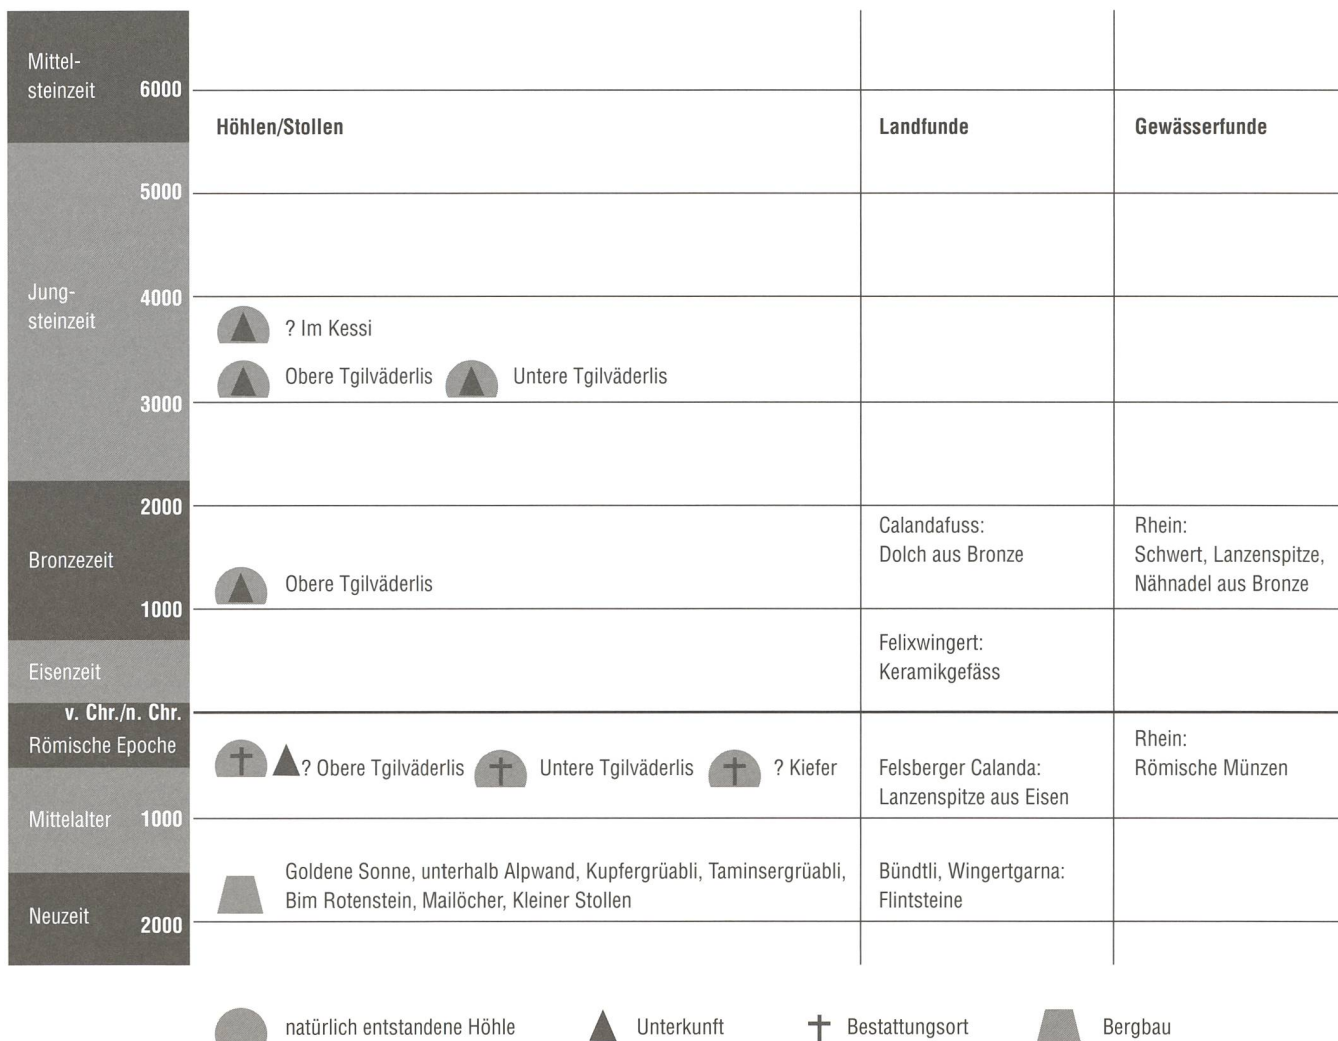 Mittel-
steinzeit 6000
Höhlen/Stollen Landfunde Gewässerfunde
5000
Jung-
steinzeit 4000
? Im Kessi
Obere Tgilväderlis Untere Tgilväderlis
3000
2000
Calandafuss: Rhein:
Dolch aus Bronze Schwert, Lanzenspitze,
Nähnadel aus Bronze
Bronzezeit
Obere Tgilväderlis
1000
Felixwingert:
Keramikgefäss
Eisenzeit
v. Chr./n. Chr.
Römische Epoche
Rhein:
Römische Münzen
? Obere Tgilväderlis Untere Tgilväderlis ? Kiefer
Felsberger Calanda:
Lanzenspitze aus Eisen
Mittelalter 1000
Goldene Sonne, unterhalb Alpwand, Kupfergrüabli, Taminsergrüabli,
Bim Rotenstein, Mailöcher, Kleiner Stollen
Bündtli, Wingertgarna:
Flintsteine
Neuzeit 2000
natürlich entstandene Höhle Unterkunft Bestattungsort Bergbau